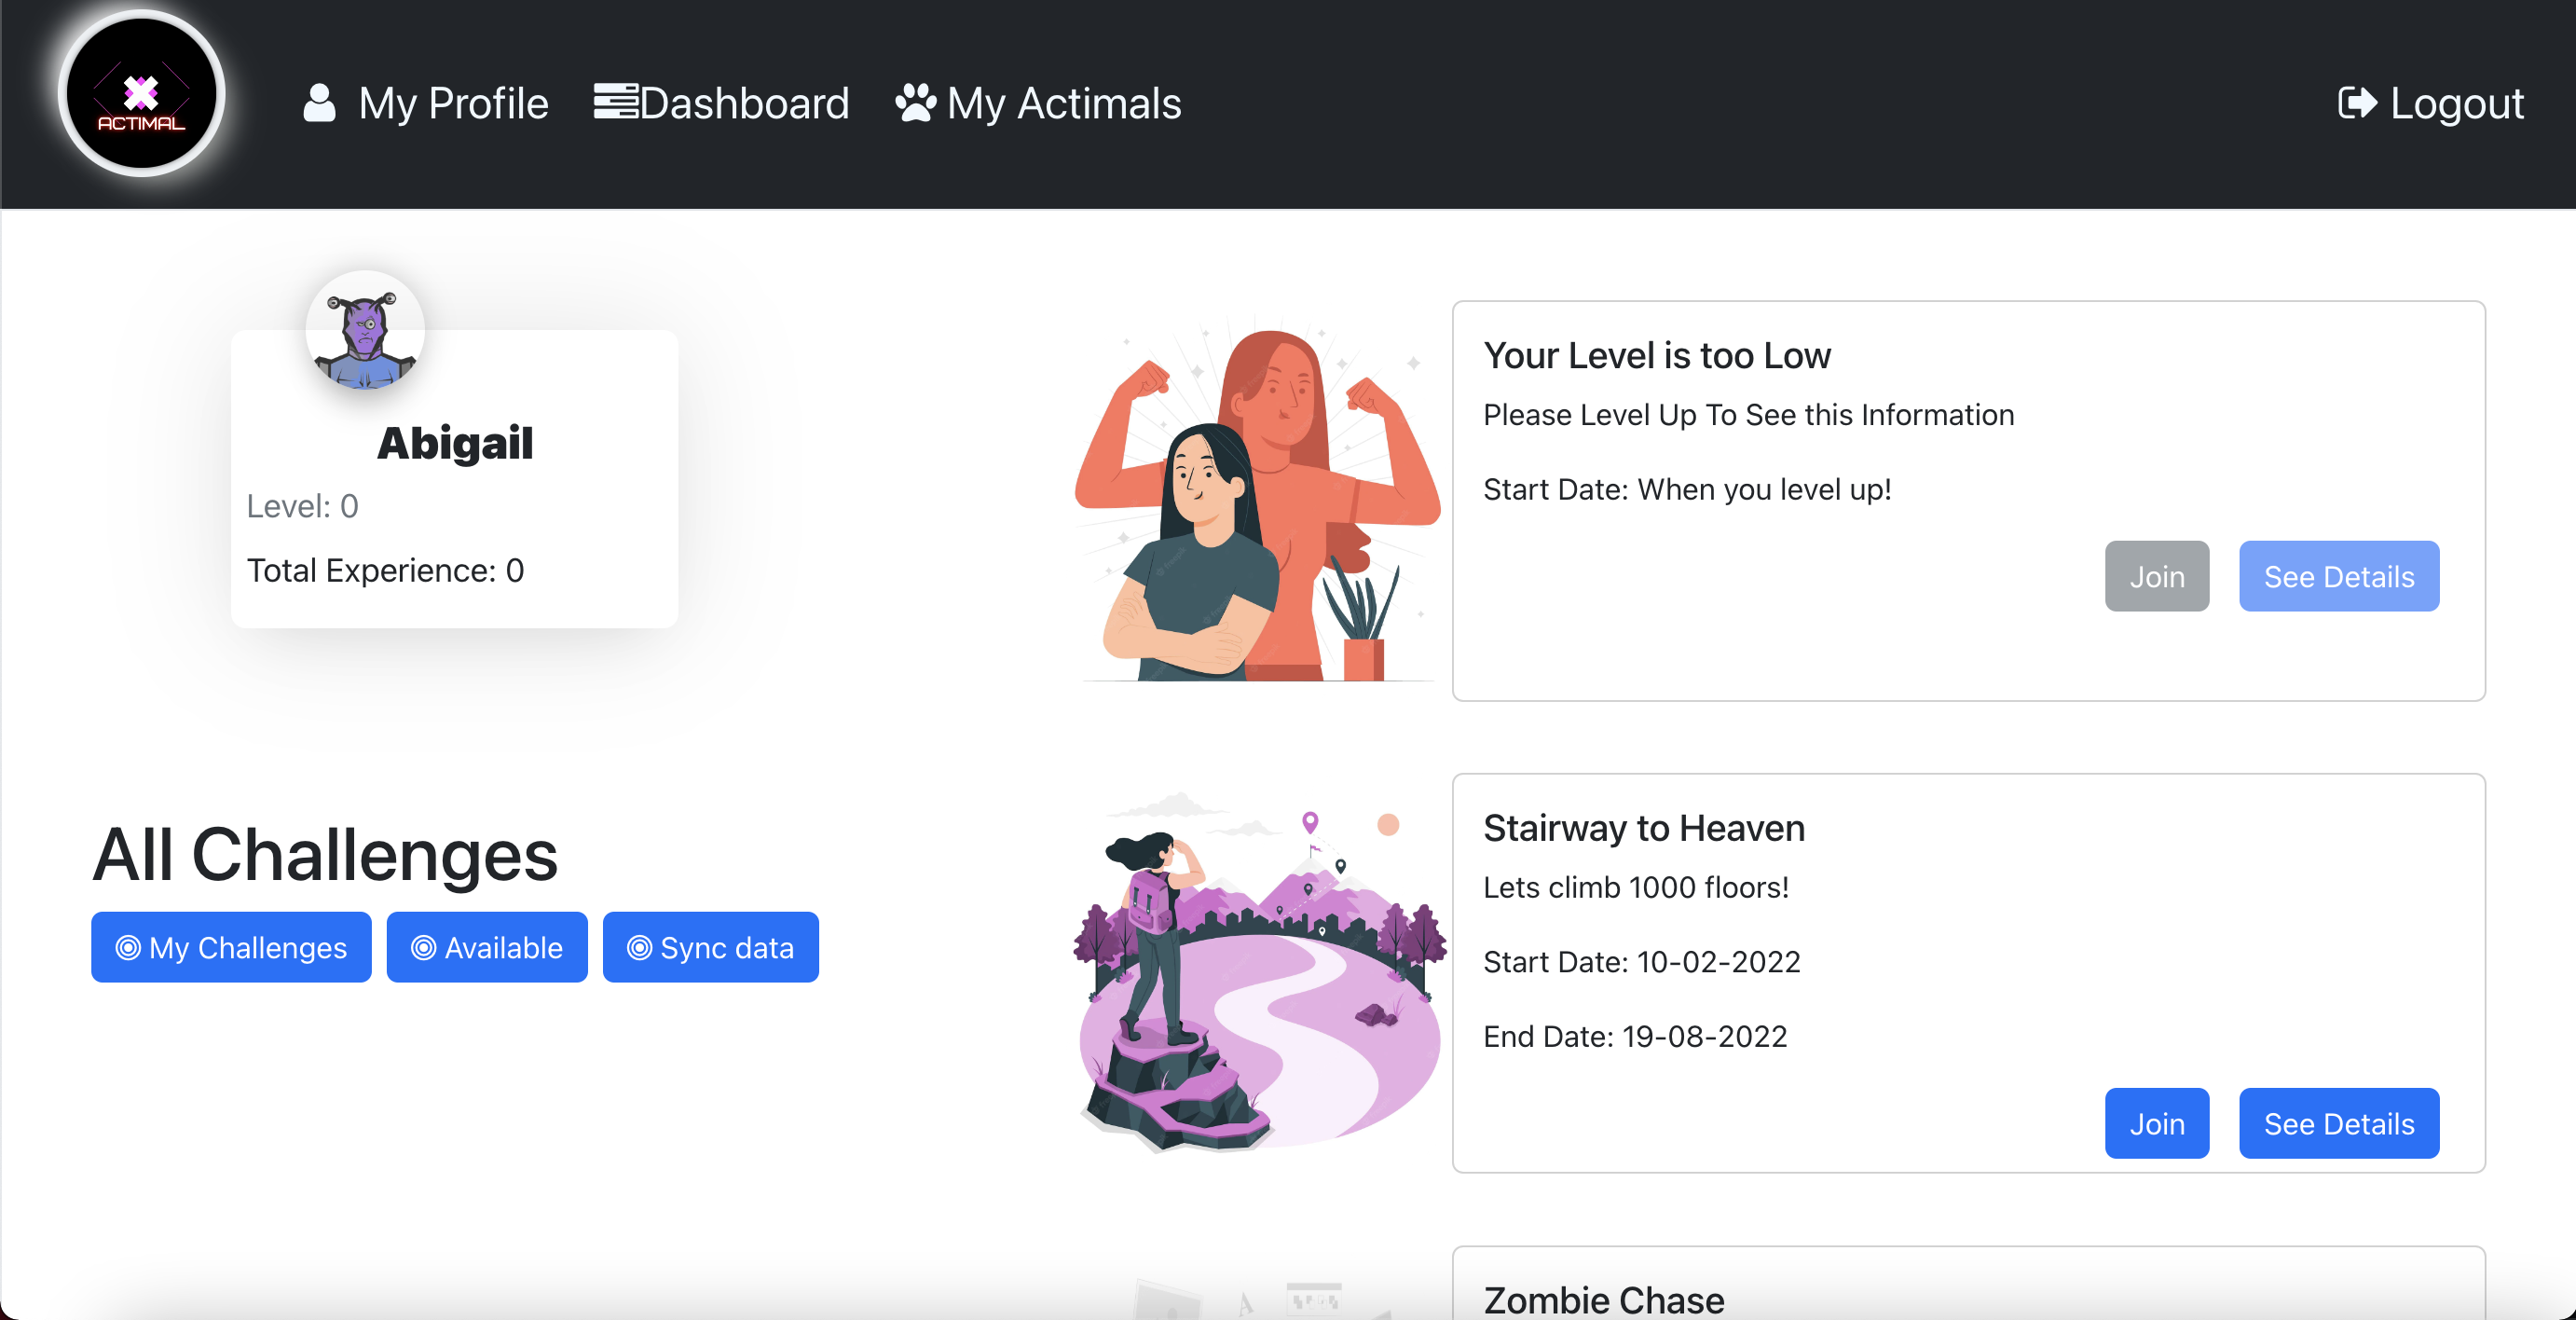 ACTIMAL
My Profile
Dashboard
My Actimals
Logout
Abigail
Level: 0
Total Experience: 0
All Challenges
My Challenges
Available
Sync data
Your Level is too Low
Please Level Up To See this Information
Start Date: When you level up!
Join
See Details
Stairway to Heaven
Lets climb 1000 floors!
Start Date: 10-02-2022
End Date: 19-08-2022
Join
See Details
A
Zombie Chase